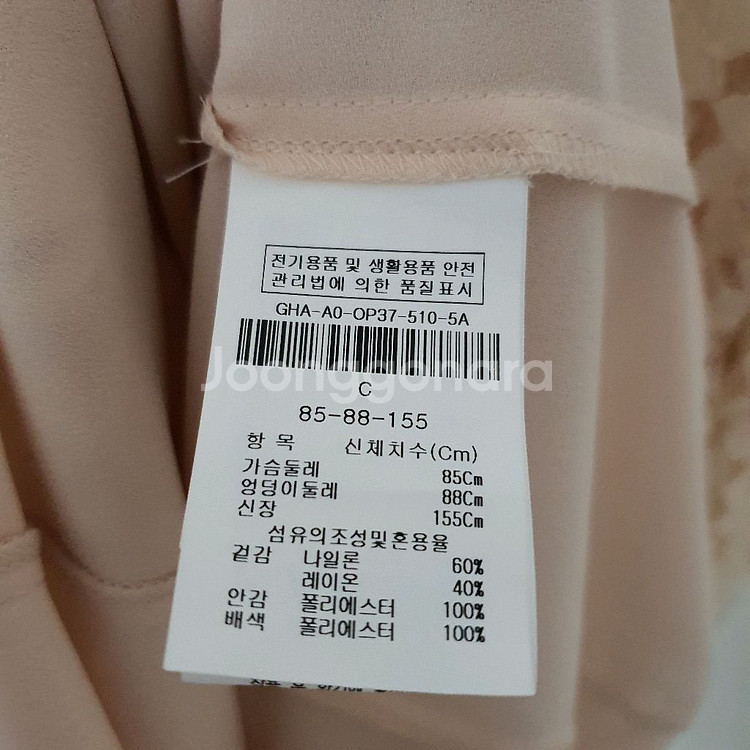 전기용품 및 생활용품 안전
관리법에 의한 품질표시
GHA-A0-OP37-510-5A
Joonggonara
C
85-88-155
항 목 신체치수(Cm)
가슴둘레 85Cm
엉덩이둘레 88Cm
신장 155Cm
섬유의조성및혼용율
겉감 나일론 60%
레이온 40%
안감 폴리에스터 100%
배색 폴리에스터 100%